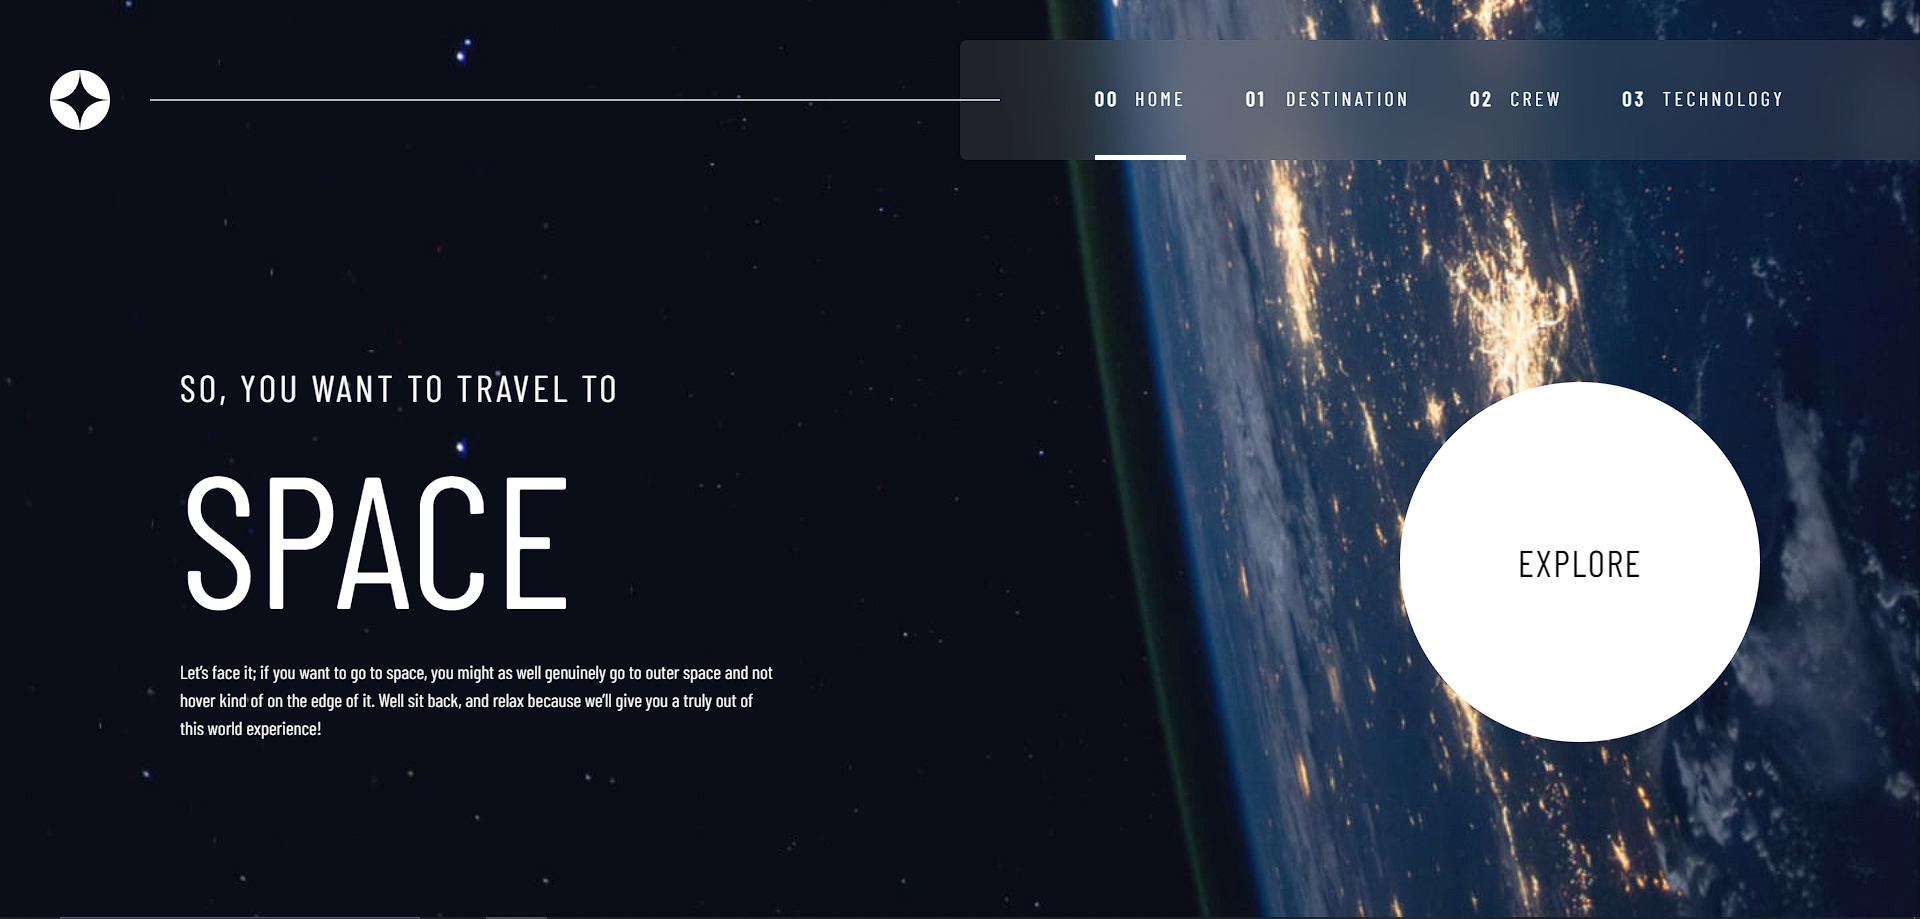 00 HOME 01 DESTINATION 02 CREW 03 TECHNOLOGY
SO, YOU WANT TO TRAVEL TO
SPACE
Let’s face it; if you want to go to space, you might as well genuinely go to outer space and not
hover kind of on the edge of it. Well sit back, and relax because we’ll give you a truly out of
this world experience!
EXPLORE